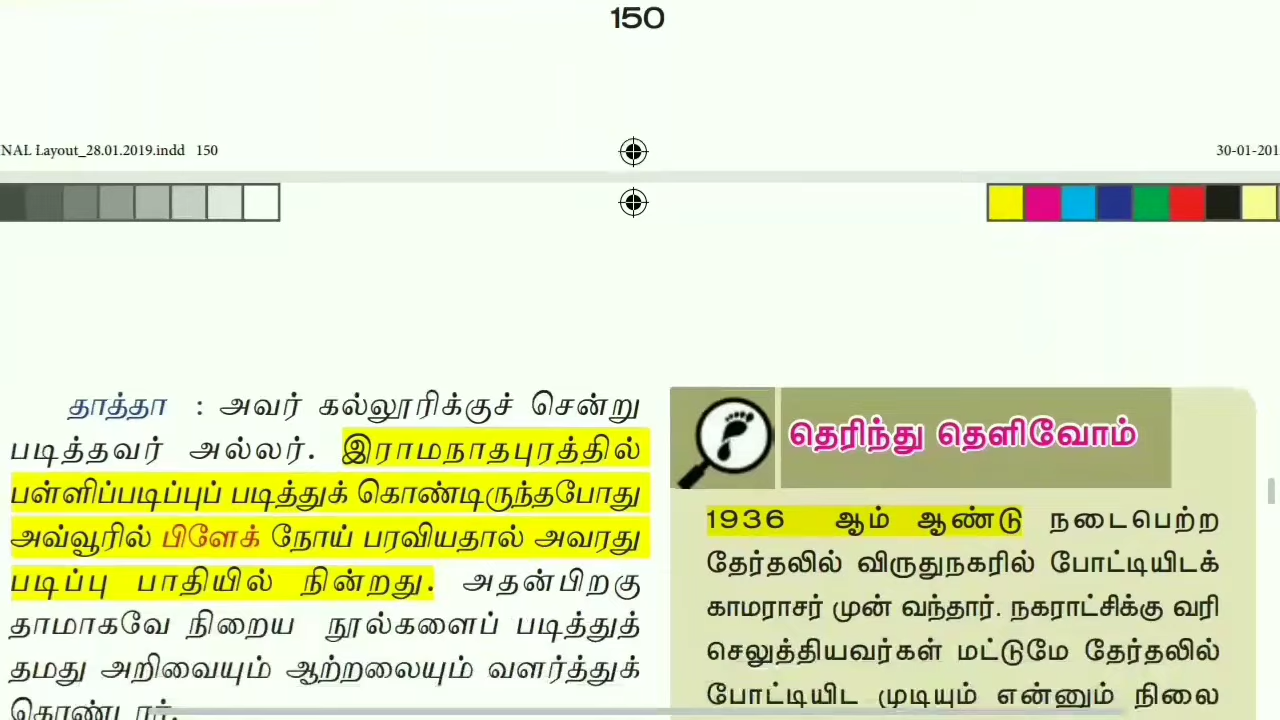 150
NAL Layout_28.01.2019.indd 150
30-01-201
தாத்தா : அவர் கல்லூரிக்குச் சென்று
படித்தவர் அல்லர். இராமநாதபுரத்தில்
பள்ளிப்படிப்புப் படித்துக் கொண்டிருந்தபோது
அவ்வூரில் பிளேக் நோய் பரவியதால் அவரது
படிப்பு பாதியில் நின்றது. அதன்பிறகு
தாமாகவே நிறைய நூல்களைப் படித்துத்
தமது அறிவையும் ஆற்றலையும் வளர்த்துக்
கொண்டார்.
தெரிந்து தெளிவோம்
1936 ஆம் ஆண்டு நடைபெற்ற
தேர்தலில் விருதுநகரில் போட்டியிடக்
காமராசர் முன் வந்தார். நகராட்சிக்கு வரி
செலுத்தியவர்கள் மட்டுமே தேர்தலில்
போட்டியிட முடியும் என்னும் நிலை